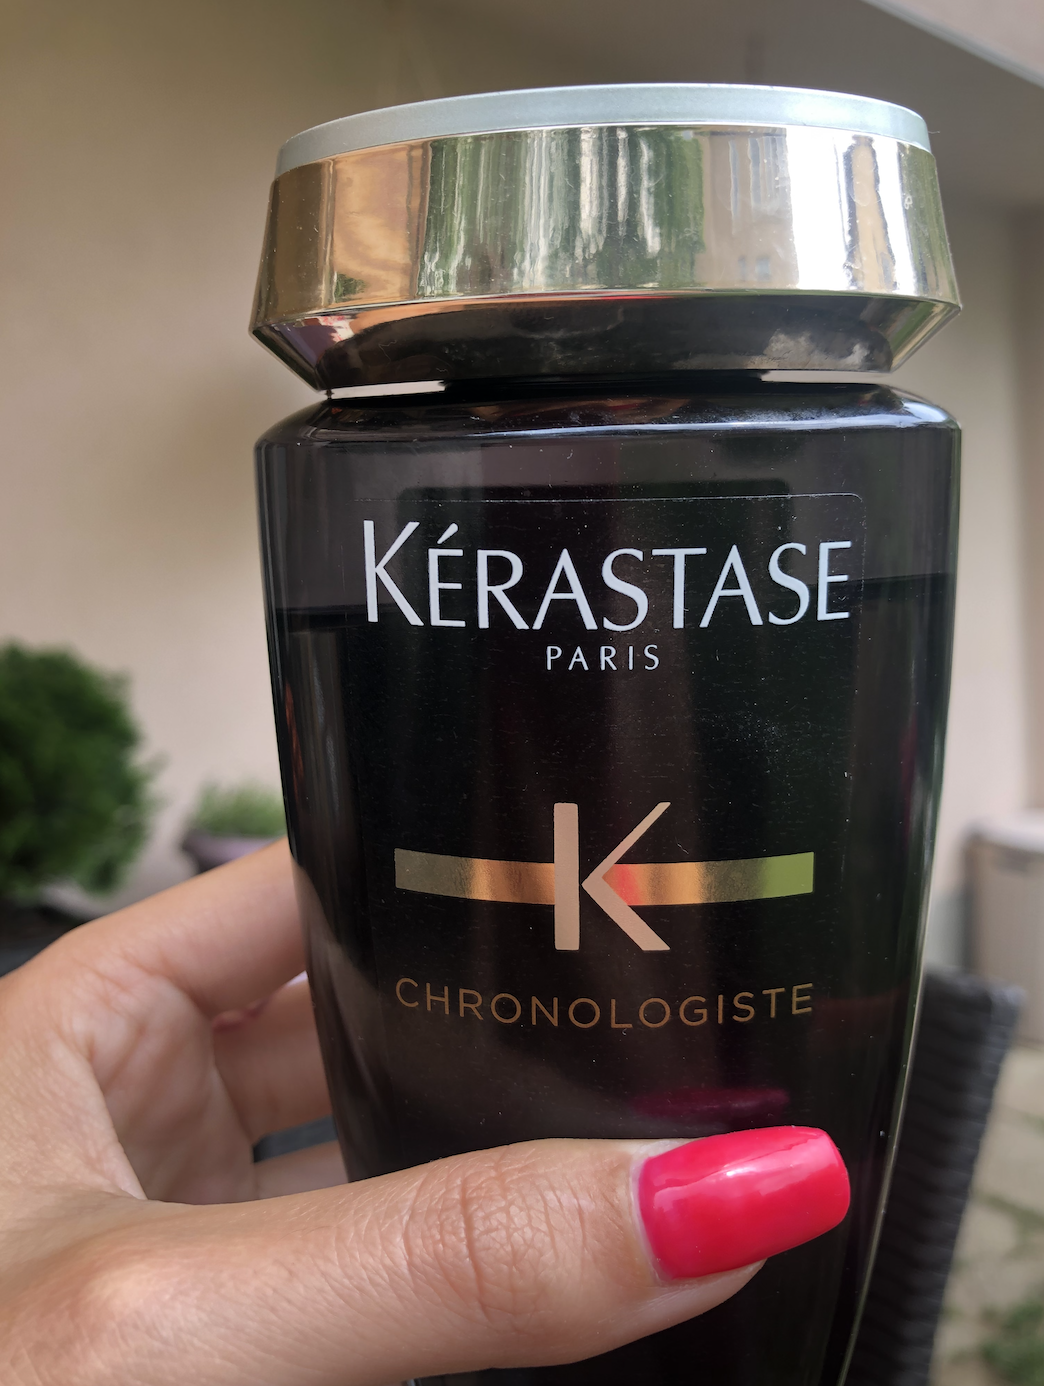 KÉRASTASE
PARIS
K
CHRONOLOGISTE